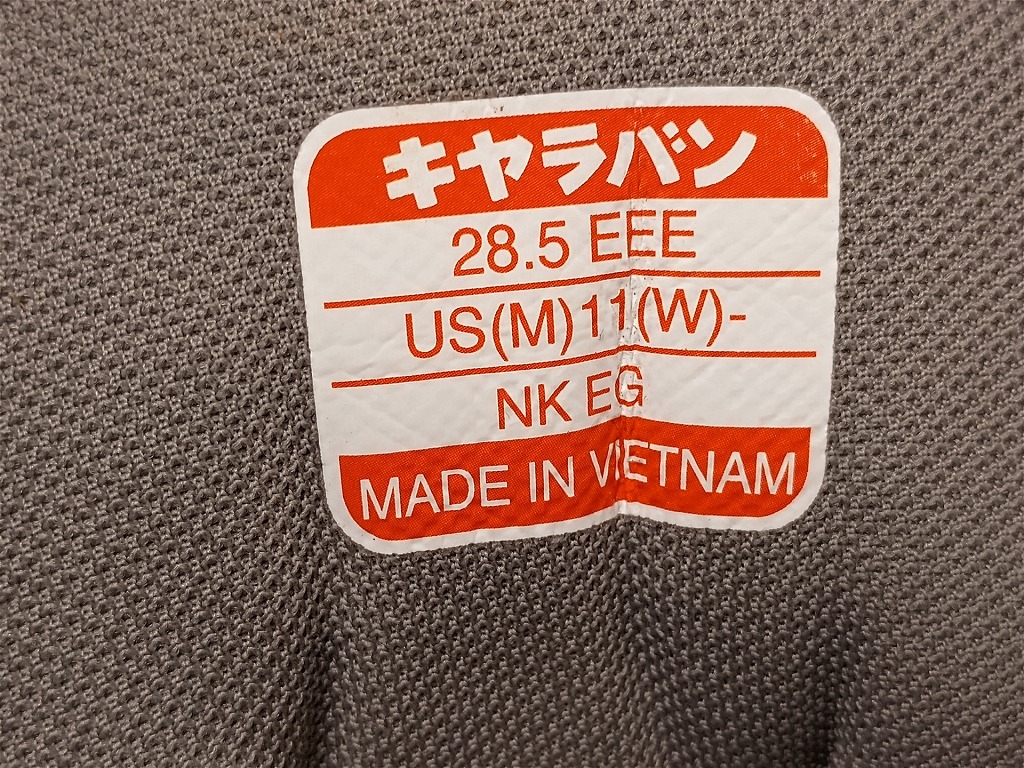 キャラバン
28.5 EEE
US(M)11(W)-
NK EG
MADE IN VIETNAM